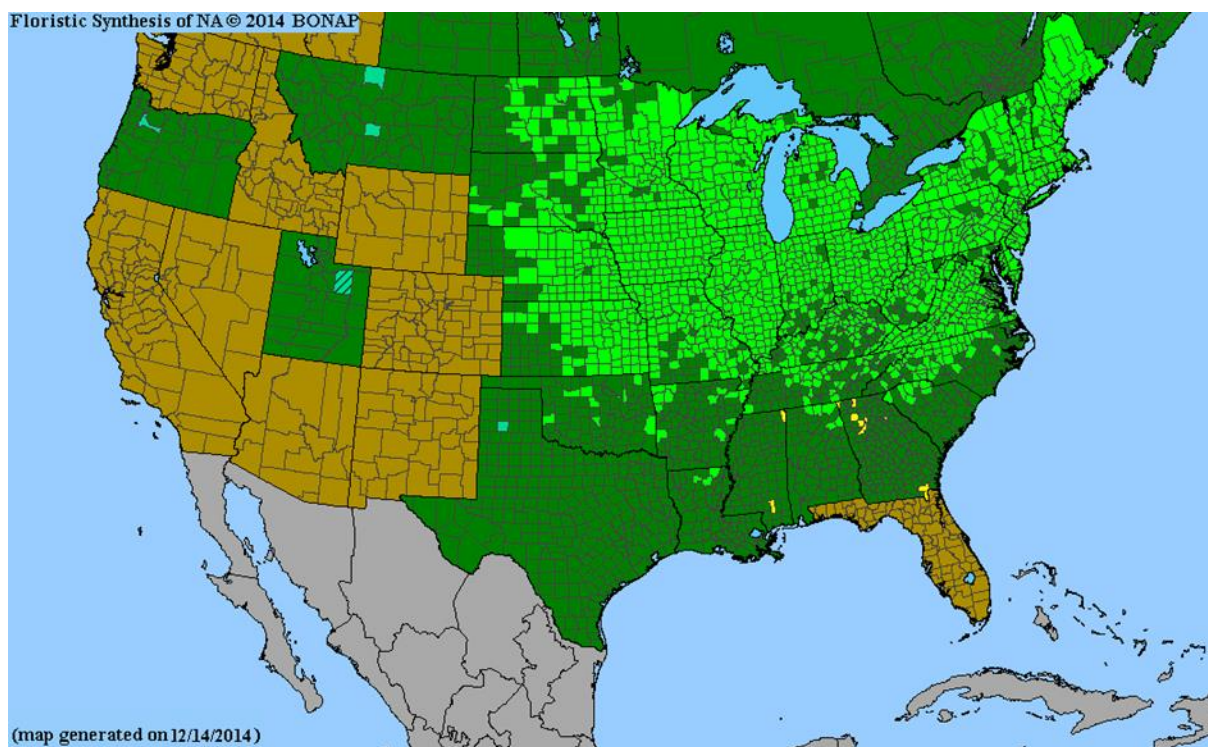 Floristic Synthesis of NA © 2014 BONAP
(map generated on 12/14/2014)